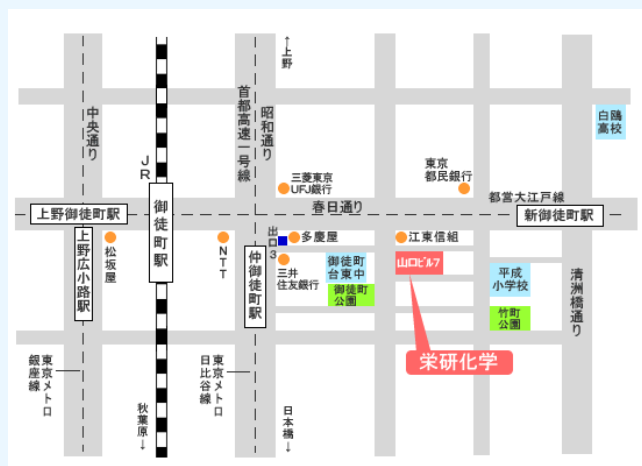 ↑上野
中央通り
首都高速一号線
昭和通り
白鴎
高校
JR
三菱東京
UFJ銀行
東京
都民銀行
都営大江戸線
春日通り
上野御徒町駅
御徒町駅
新御徒町駅
上野広小路駅
松坂屋
NTT
仲御徒町駅
出口3
多慶屋
江東信組
三井
住友銀行
御徒町
台東中
御徒町
公園
山口ビル7
平成
小学校
竹町
公園
清洲橋通り
栄研化学
東京メトロ
銀座線
東京メトロ
日比谷線
秋葉原↓
日本橋↓